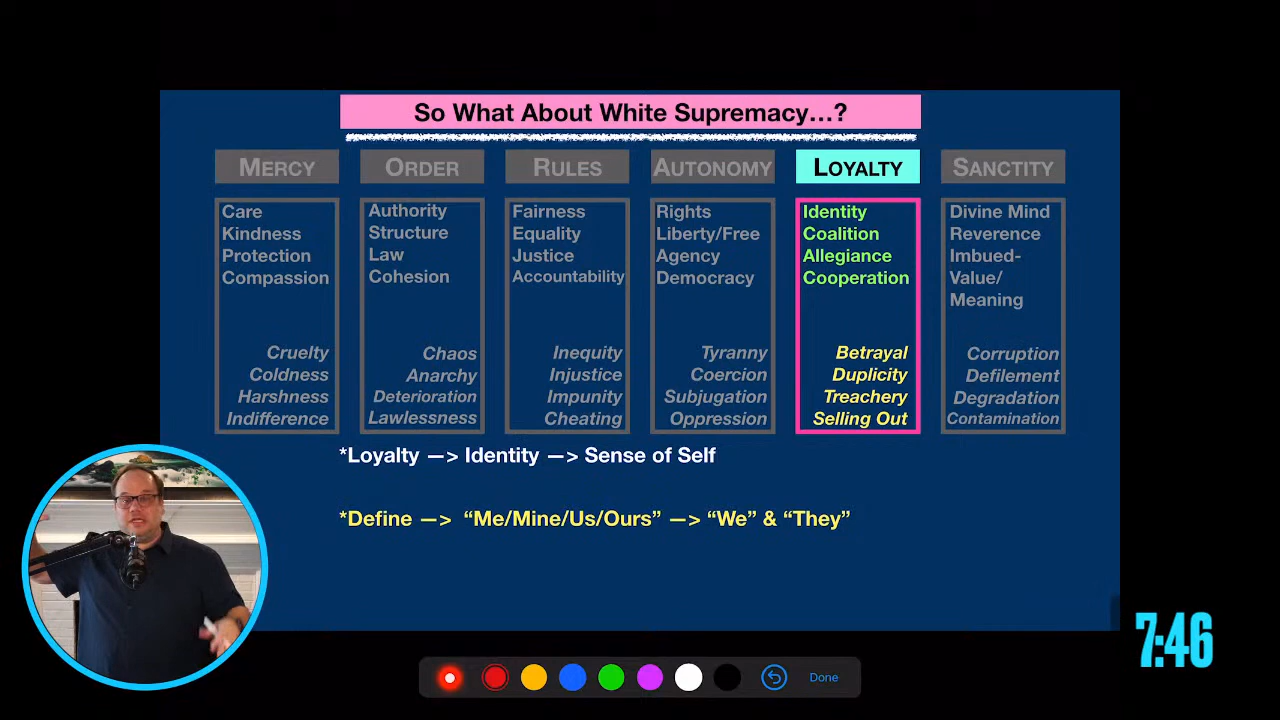 So What About White Supremacy…?
MERCY
Care
Kindness
Protection
Compassion
Cruelty
Coldness
Harshness
Indifference
ORDER
Authority
Structure
Law
Cohesion
Chaos
Anarchy
Deterioration
Lawlessness
RULES
Fairness
Equality
Justice
Accountability
Inequity
Injustice
Impunity
Cheating
AUTONOMY
Rights
Liberty/Free
Agency
Democracy
Tyranny
Coercion
Subjugation
Oppression
LOYALTY
Identity
Coalition
Allegiance
Cooperation
Betrayal
Duplicity
Treachery
Selling Out
SANCTITY
Divine Mind
Reverence
Imbued-
Value/
Meaning
Corruption
Defilement
Degradation
Contamination
*Loyalty —> Identity —> Sense of Self
*Define —> “Me/Mine/Us/Ours” —> “We” & “They”
7:46
Done